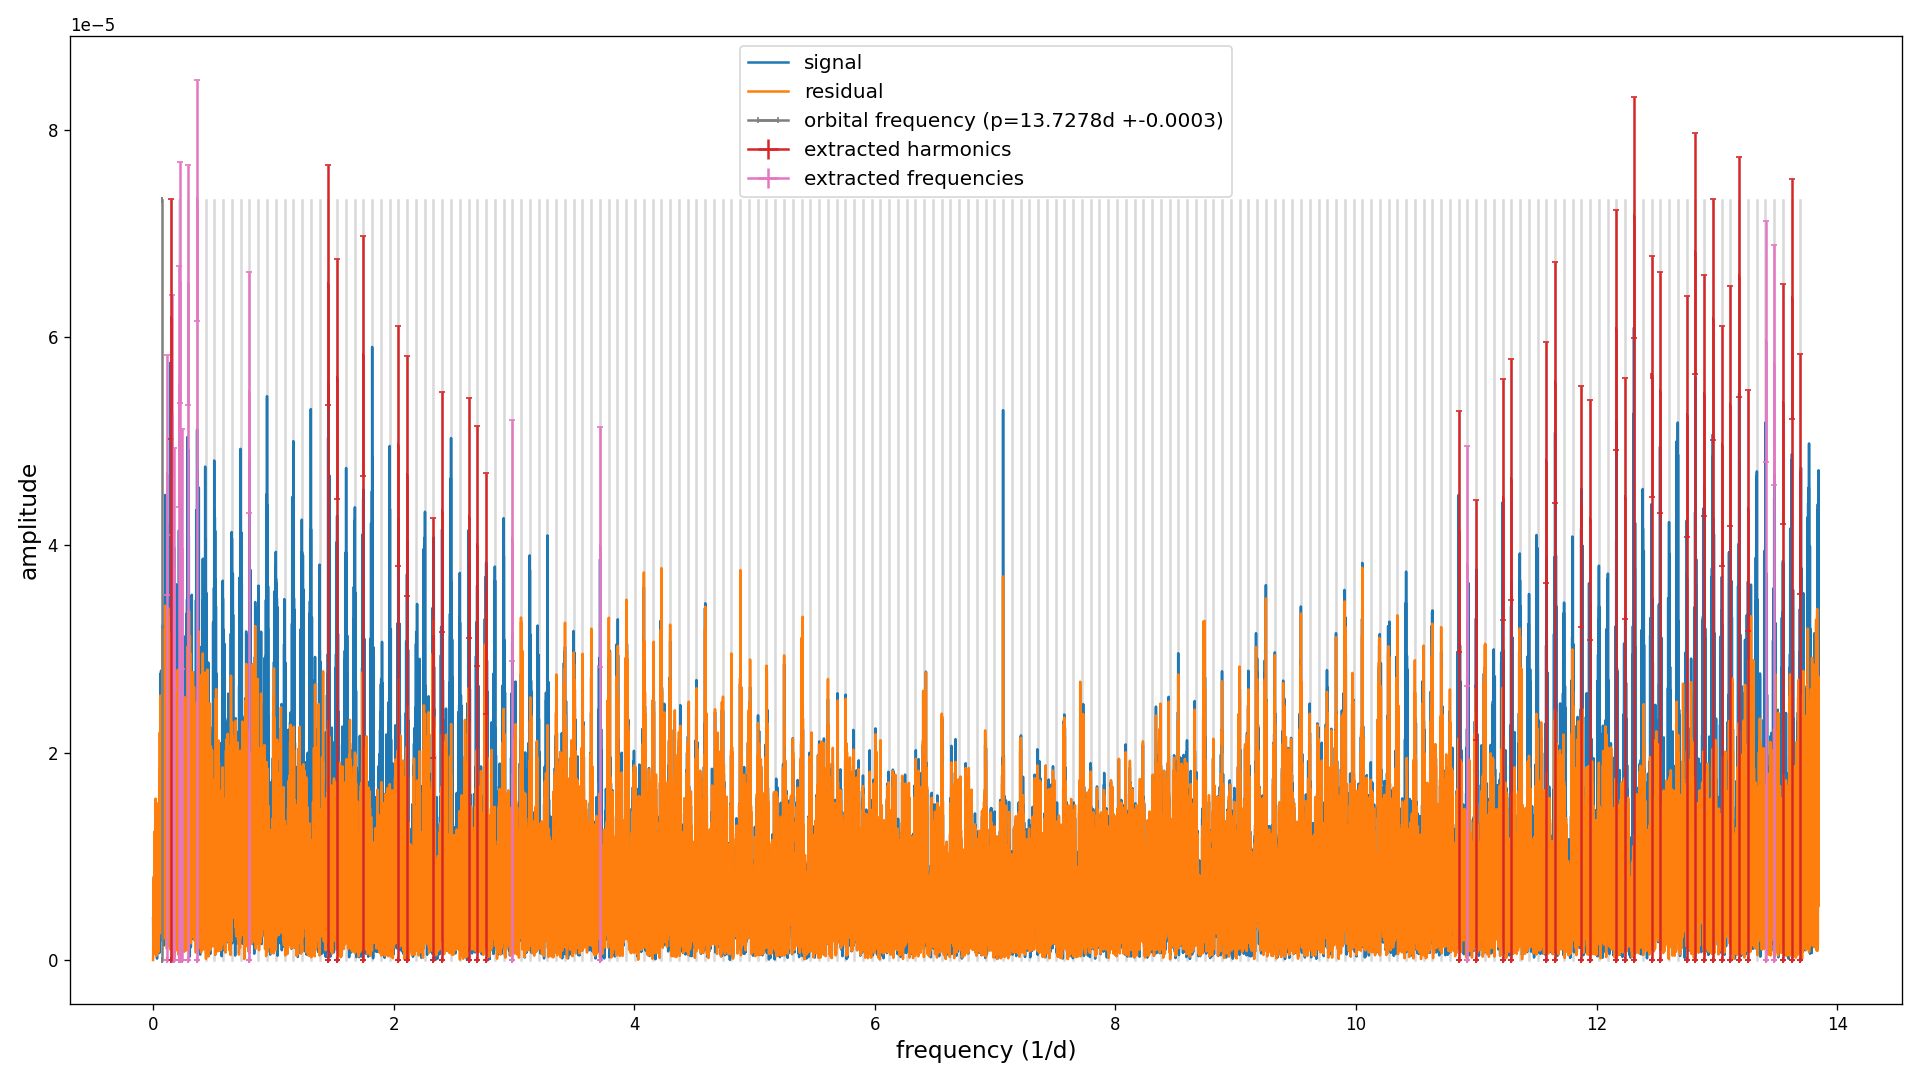 1e−5
signal
residual
orbital frequency (p=13.7278d +-0.0003)
extracted harmonics
extracted frequencies
8
6
4
2
0
amplitude
0 2 4 6 8 10 12 14
frequency (1/d)